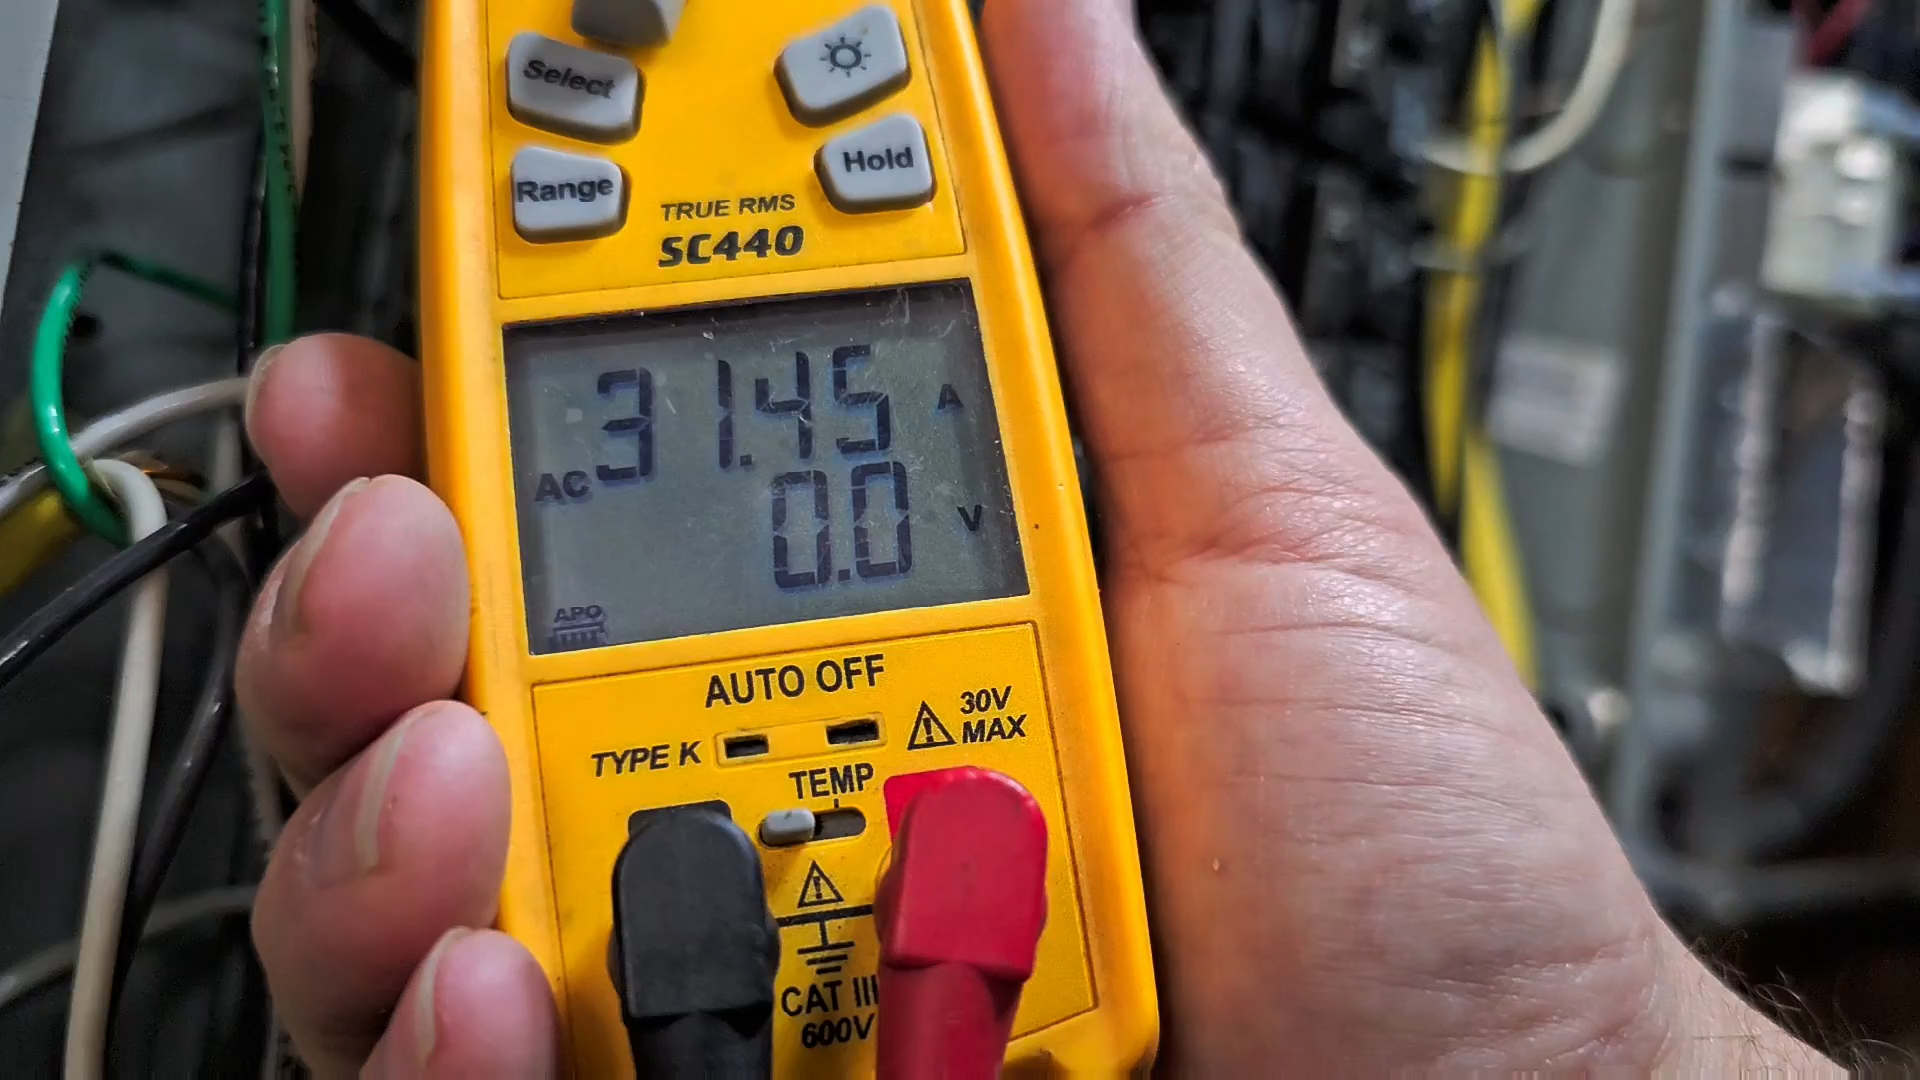 Select
Range
Hold
TRUE RMS
SC440
31.45 A
AC
0.0 V
APO
AUTO OFF
30V
MAX
TYPE K
TEMP
CAT III
600V